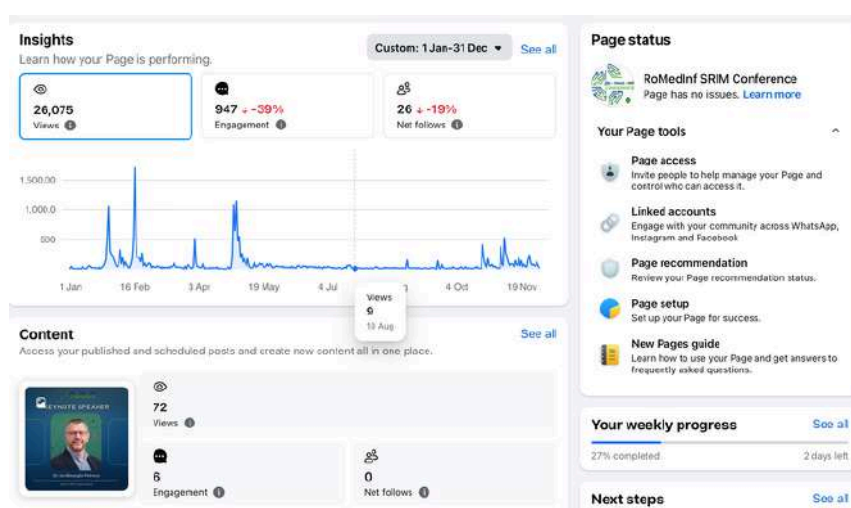 Insights
Learn how your Page is performing.
Custom: 1 Jan-31 Dec
See all
26,075
Views
947 -39%
Engagement
26 -19%
Net follows
1,500.00
1,000.0
500
1 Jan
16 Feb
3 Apr
19 May
4 Jul
4 Oct
19 Nov
Views
9
19 Aug
Content
See all
Access your published and scheduled posts and create new content all in one place.
KEYNOTE SPEAKER
72
Views
6
Engagement
0
Net follows
Page status
RoMedInf SRIM Conference
Page has no issues. Learn more
Your Page tools
Page access
Invite people to help manage your Page and
control who can access it.
Linked accounts
Engage with your community across WhatsApp,
Instagram and Facebook
Page recommendation
Review your Page recommendation status.
Page setup
Set up your Page for success.
New Pages guide
Learn how to use your Page and get answers to
frequently asked questions.
Your weekly progress
See all
27% completed
2 days left
Next steps
See all